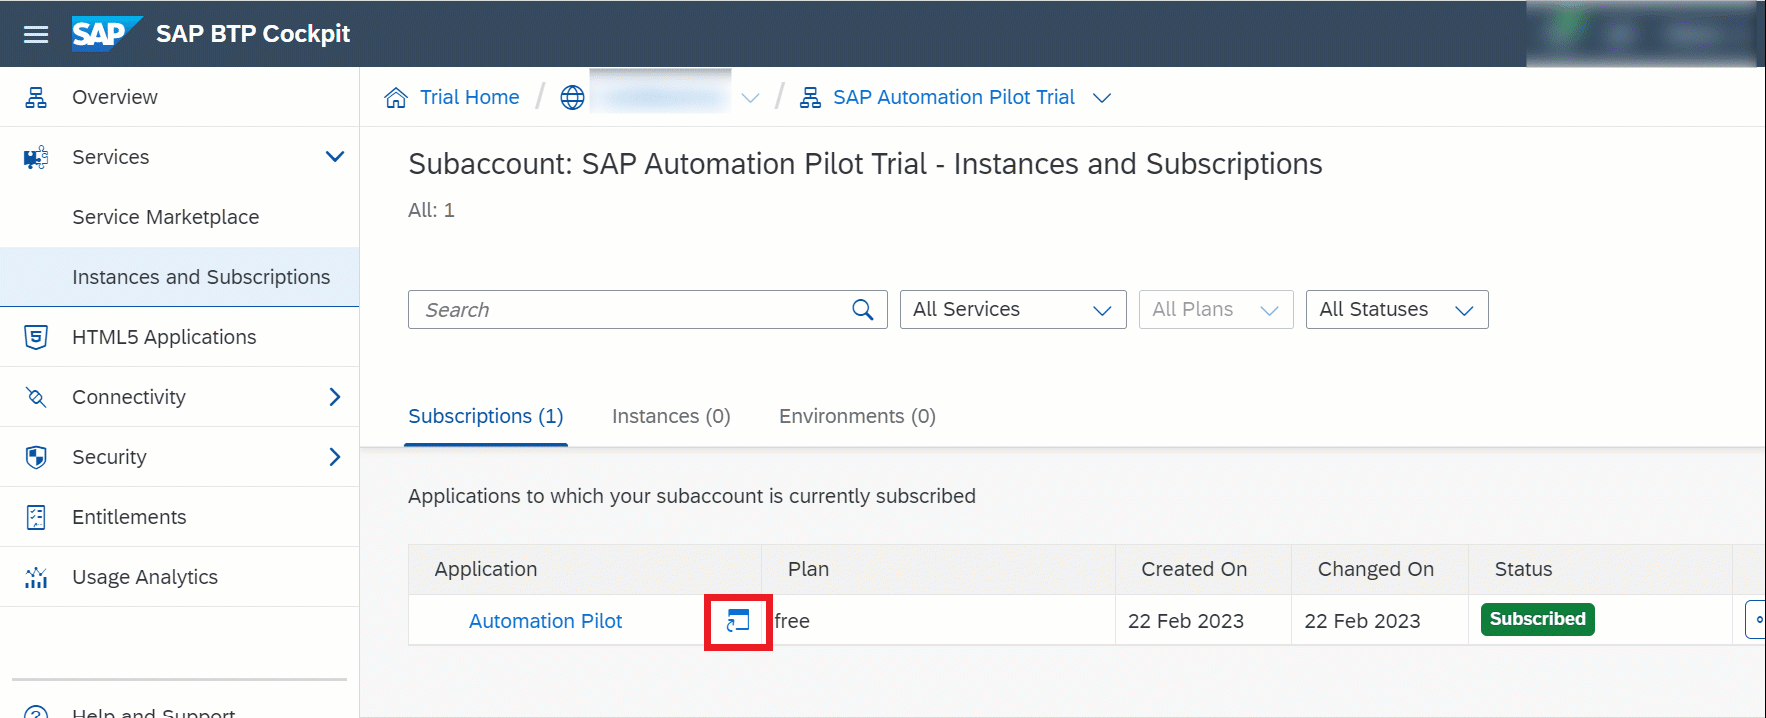 SAP SAP BTP Cockpit
Overview
Services
Service Marketplace
Instances and Subscriptions
HTML5 Applications
Connectivity
Security
Entitlements
Usage Analytics
Help and Support
Trial Home / / SAP Automation Pilot Trial
Subaccount: SAP Automation Pilot Trial - Instances and Subscriptions
All: 1
Search All Services All Plans All Statuses
Subscriptions (1) Instances (0) Environments (0)
Applications to which your subaccount is currently subscribed
Application Plan Created On Changed On Status
Automation Pilot free 22 Feb 2023 22 Feb 2023 Subscribed